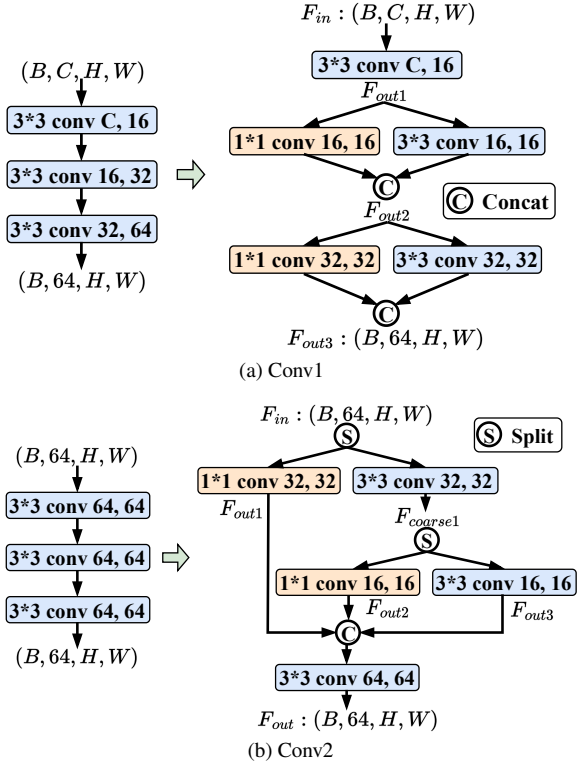 (B, C, H, W)
3*3 conv C, 16
3*3 conv 16, 32
3*3 conv 32, 64
(B, 64, H, W)
F_in : (B, C, H, W)
3*3 conv C, 16
F_out1
1*1 conv 16, 16
3*3 conv 16, 16
C
C Concat
F_out2
1*1 conv 32, 32
3*3 conv 32, 32
C
F_out3 : (B, 64, H, W)
(a) Conv1
(B, 64, H, W)
3*3 conv 64, 64
3*3 conv 64, 64
3*3 conv 64, 64
(B, 64, H, W)
F_in : (B, 64, H, W)
S
S Split
1*1 conv 32, 32
3*3 conv 32, 32
F_out1
F_coarse1
S
1*1 conv 16, 16
3*3 conv 16, 16
F_out2
F_out3
C
3*3 conv 64, 64
F_out : (B, 64, H, W)
(b) Conv2